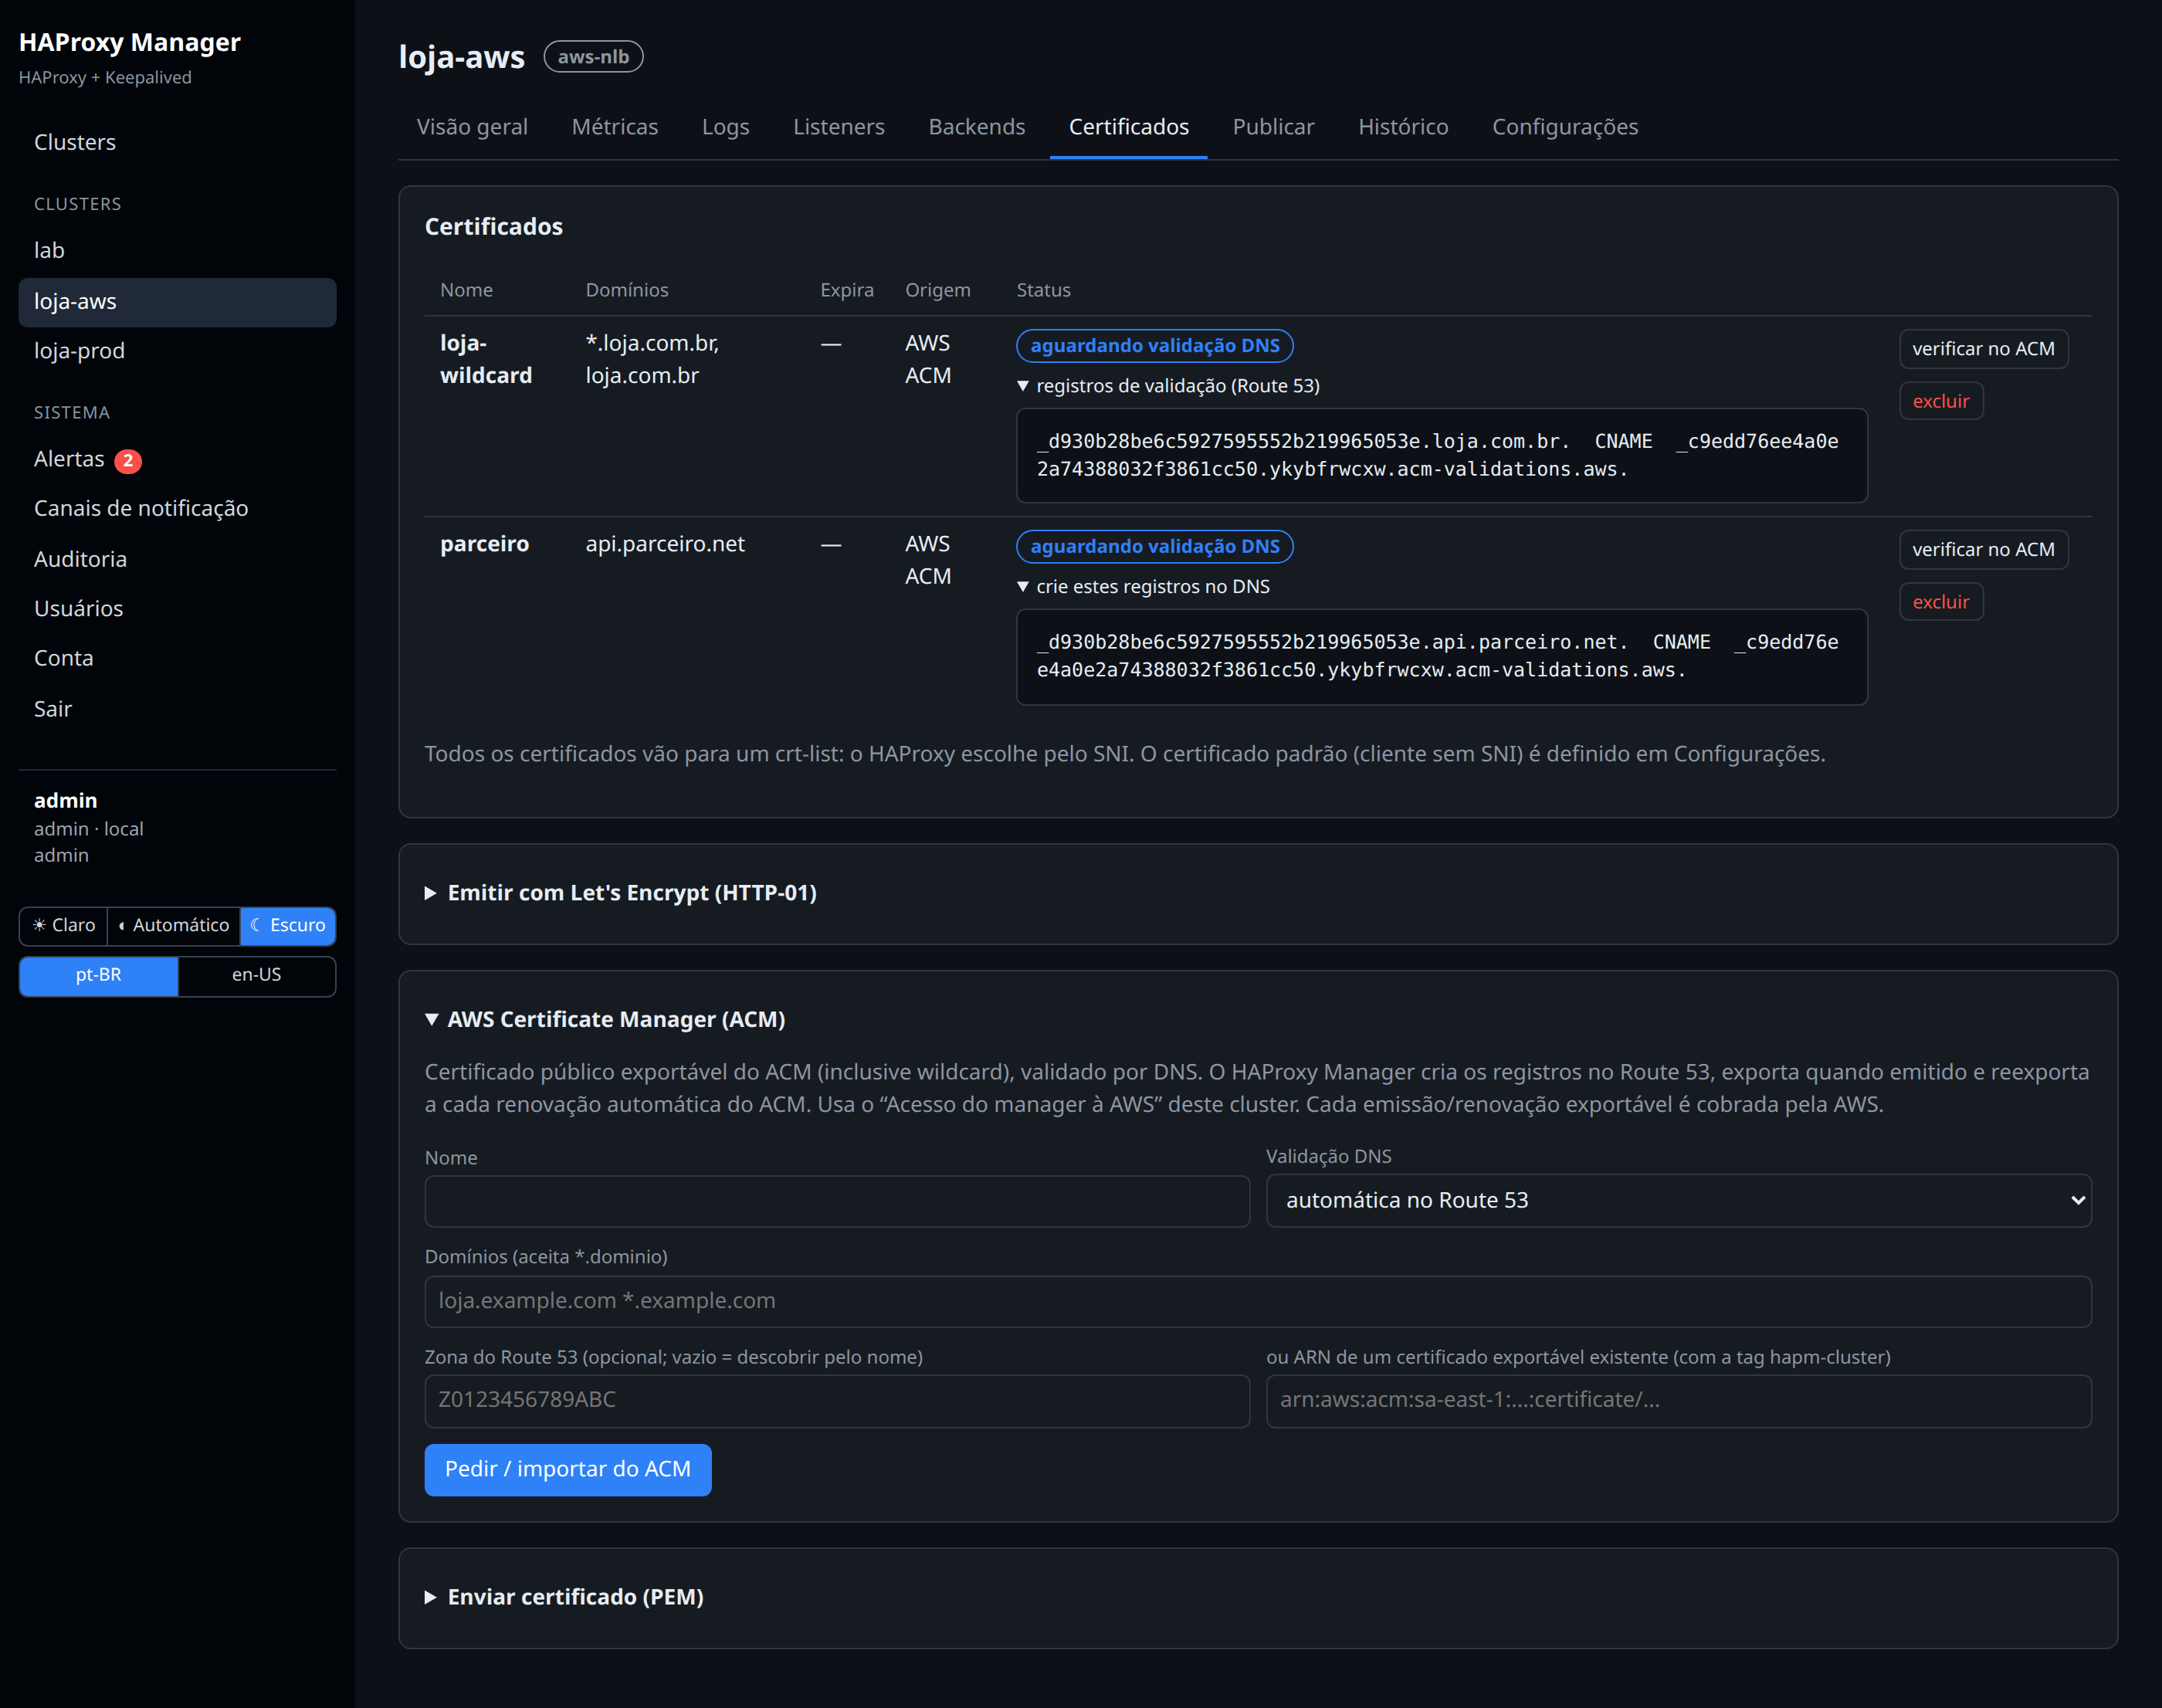 HAProxy Manager
HAProxy + Keepalived
Clusters
CLUSTERS
lab
loja-aws
loja-prod
SISTEMA
Alertas 2
Canais de notificação
Auditoria
Usuários
Conta
Sair
admin
admin · local
admin
☀ Claro
Automático
☾ Escuro
pt-BR
en-US
loja-aws aws-nlb
Visão geral Métricas Logs Listeners Backends Certificados Publicar Histórico Configurações
Certificados
Nome Domínios Expira Origem Status
loja-
wildcard
*.loja.com.br,
loja.com.br
—
AWS
ACM
aguardando validação DNS
▼ registros de validação (Route 53)
_d930b28be6c5927595552b219965053e.loja.com.br. CNAME _c9edd76ee4a0e
2a74388032f3861cc50.ykybfrwcxw.acm-validations.aws.
verificar no ACM
excluir
parceiro
api.parceiro.net
—
AWS
ACM
aguardando validação DNS
▼ crie estes registros no DNS
_d930b28be6c5927595552b219965053e.api.parceiro.net. CNAME _c9edd76e
e4a0e2a74388032f3861cc50.ykybfrwcxw.acm-validations.aws.
verificar no ACM
excluir
Todos os certificados vão para um crt-list: o HAProxy escolhe pelo SNI. O certificado padrão (cliente sem SNI) é definido em Configurações.
▶ Emitir com Let's Encrypt (HTTP-01)
▼ AWS Certificate Manager (ACM)
Certificado público exportável do ACM (inclusive wildcard), validado por DNS. O HAProxy Manager cria os registros no Route 53, exporta quando emitido e reexporta
a cada renovação automática do ACM. Usa o “Acesso do manager à AWS” deste cluster. Cada emissão/renovação exportável é cobrada pela AWS.
Nome
Validação DNS
automática no Route 53
Domínios (aceita *.dominio)
loja.example.com *.example.com
Zona do Route 53 (opcional; vazio = descobrir pelo nome)
Z0123456789ABC
ou ARN de um certificado exportável existente (com a tag hapm-cluster)
arn:aws:acm:sa-east-1:...:certificate/...
Pedir / importar do ACM
▶ Enviar certificado (PEM)